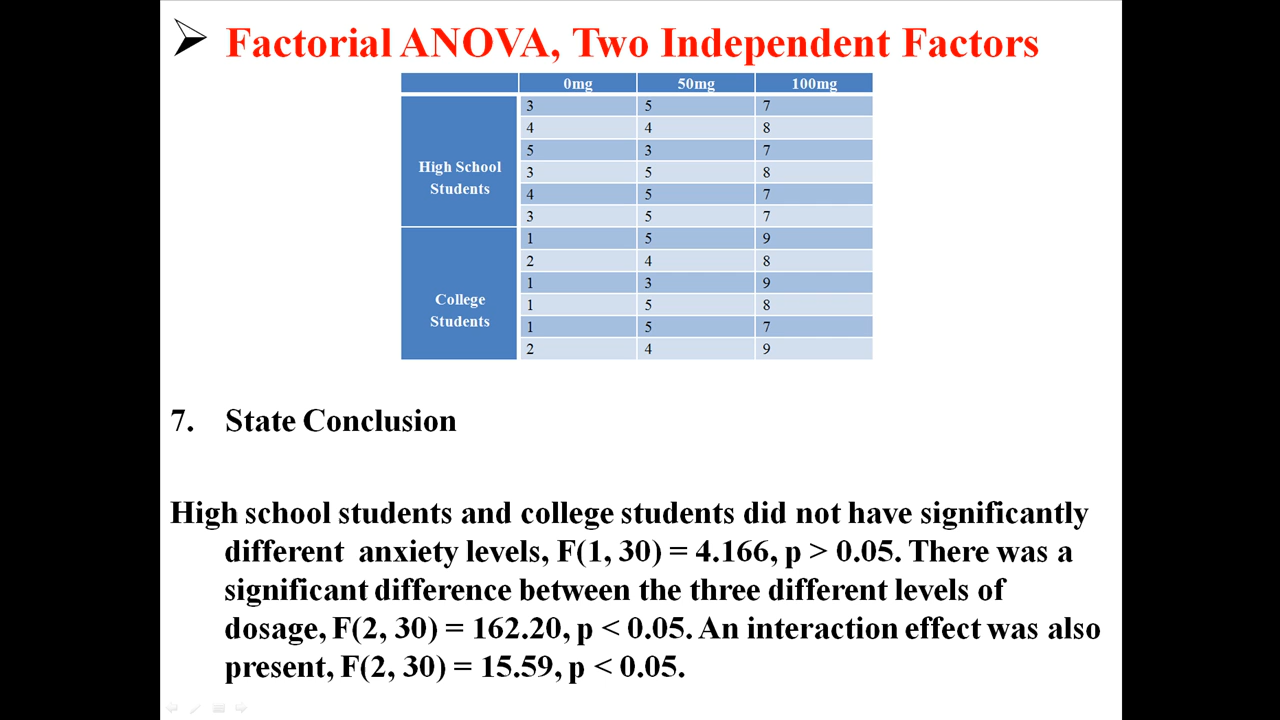 Factorial ANOVA, Two Independent Factors
0mg 50mg 100mg
3 5 7
4 4 8
5 3 7
High School
3 5 8
Students
4 5 7
3 5 7
1 5 9
2 4 8
1 3 9
College
1 5 8
Students
1 5 7
2 4 9
7. State Conclusion
High school students and college students did not have significantly
different anxiety levels, F(1, 30) = 4.166, p > 0.05. There was a
significant difference between the three different levels of
dosage, F(2, 30) = 162.20, p < 0.05. An interaction effect was also
present, F(2, 30) = 15.59, p < 0.05.